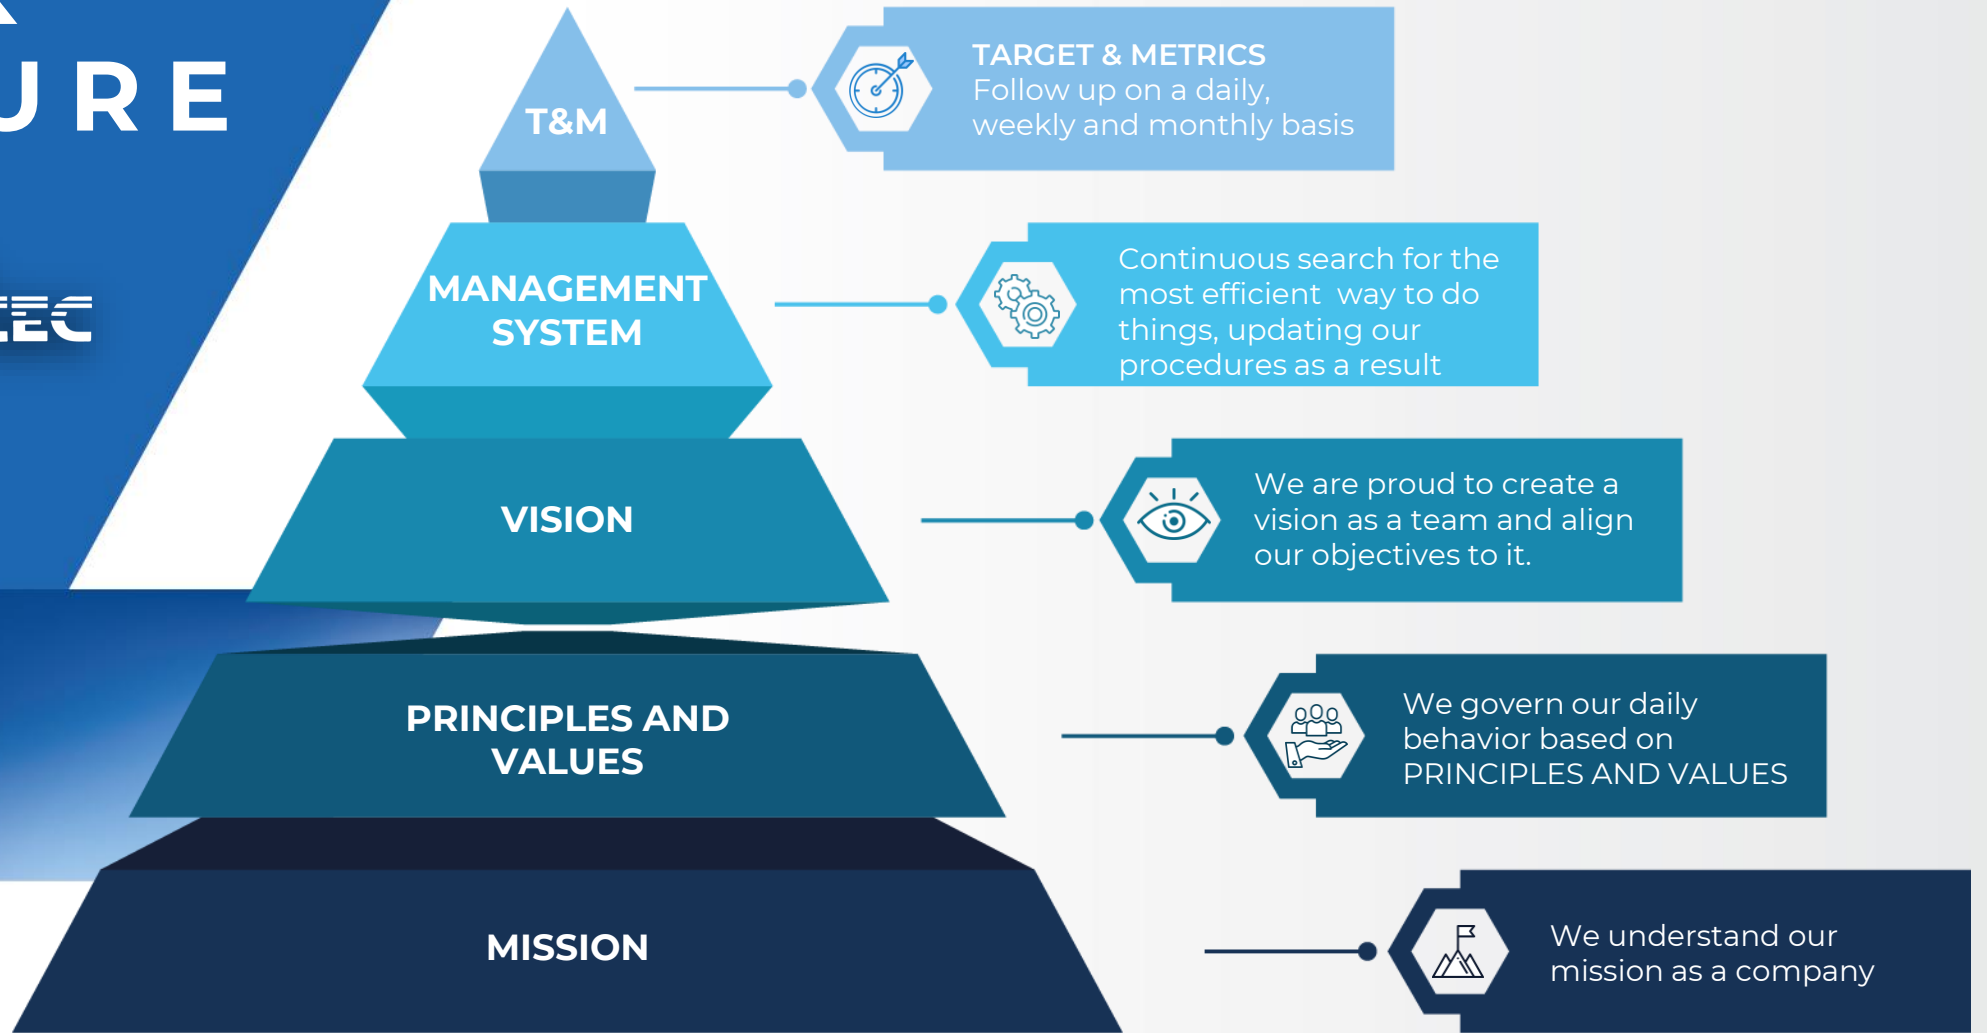 URE
T&M
TARGET & METRICS
Follow up on a daily,
weekly and monthly basis
MANAGEMENT
SYSTEM
Continuous search for the
most efficient way to do
things, updating our
procedures as a result
VISION
We are proud to create a
vision as a team and align
our objectives to it.
PRINCIPLES AND
VALUES
We govern our daily
behavior based on
PRINCIPLES AND VALUES
MISSION
We understand our
mission as a company